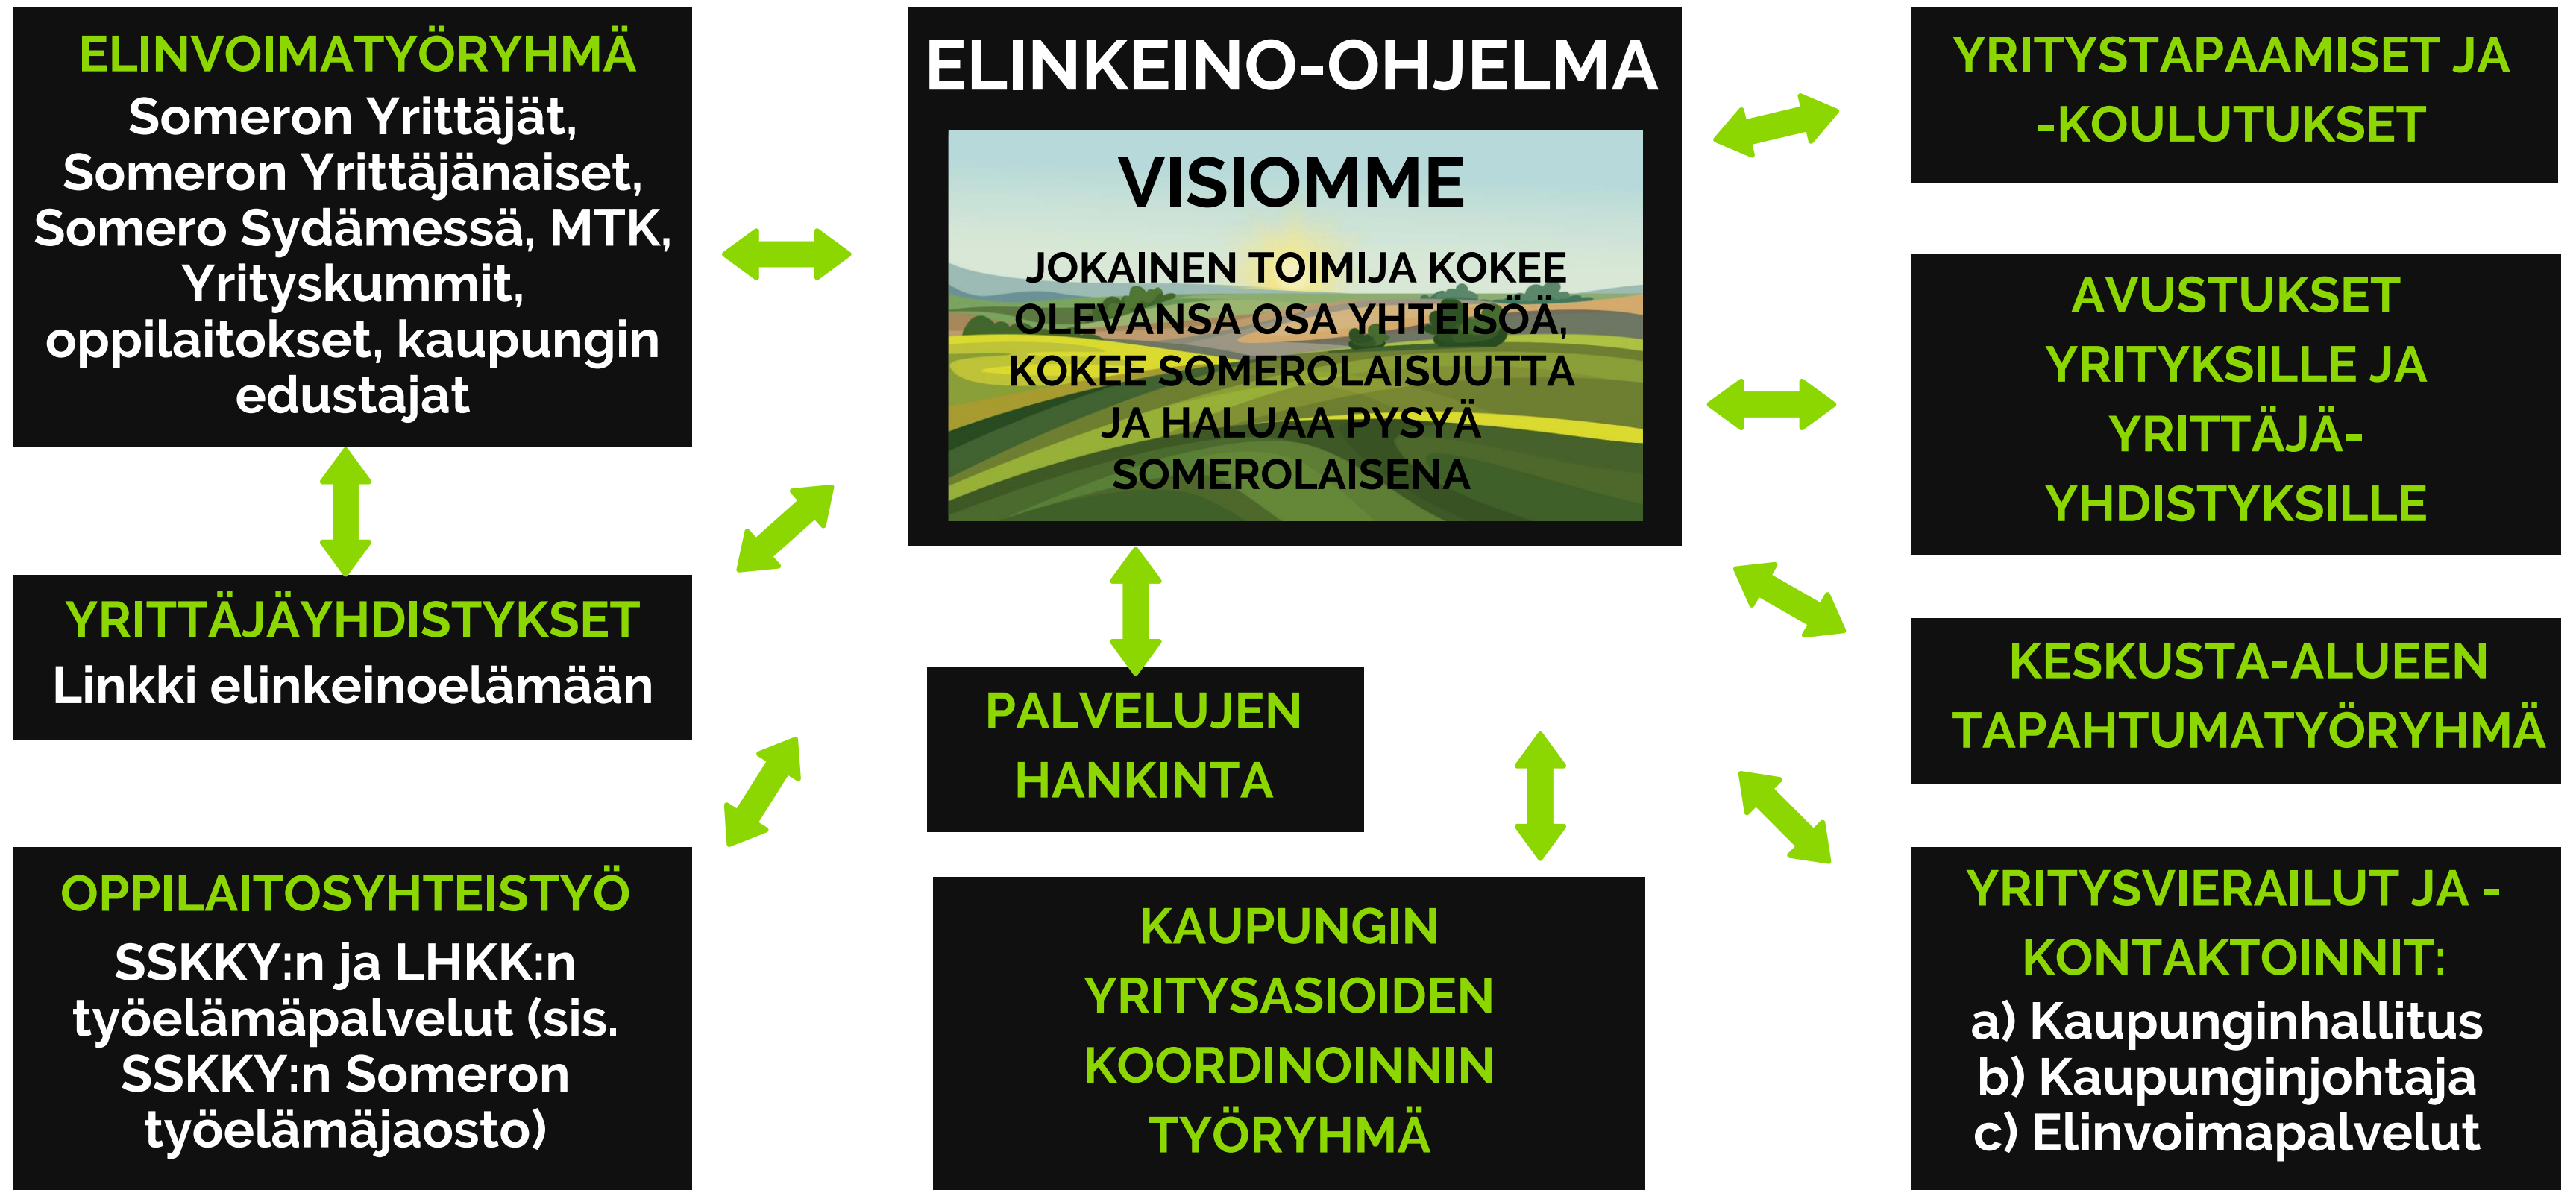 ELINVOIMATYÖRYHMÄ
Someron Yrittäjät,
Someron Yrittäjänaiset,
Somero Sydämessä, MTK,
Yrityskummit,
oppilaitokset, kaupungin
edustajat
YRITTÄJÄYHDISTYKSET
Linkki elinkeinoelämään
OPPILAITOSYHTEISTYÖ
SSKKY:n ja LHKK:n
työelämäpalvelut (sis.
SSKKY:n Someron
työelämäjaosto)
ELINKEINO-OHJELMA
VISIOMME
JOKAINEN TOIMIJA KOKEE
OLEVANSA OSA YHTEISÖÄ,
KOKEE SOMEROLAISUUTTA
JA HALUAA PYSYÄ
SOMEROLAISENA
PALVELUJEN
HANKINTA
KAUPUNGIN
YRITYSASIOIDEN
KOORDINOINNIN
TYÖRYHMÄ
YRITYSTAPAAMISET JA
-KOULUTUKSET
AVUSTUKSET
YRITYKSILLE JA
YRITTÄJÄ-
YHDISTYKSILLE
KESKUSTA-ALUEEN
TAPAHTUMATYÖRYHMÄ
YRITYSVIERAILUT JA -
KONTAKTOINNIT:
a) Kaupunginhallitus
b) Kaupunginjohtaja
c) Elinvoimapalvelut